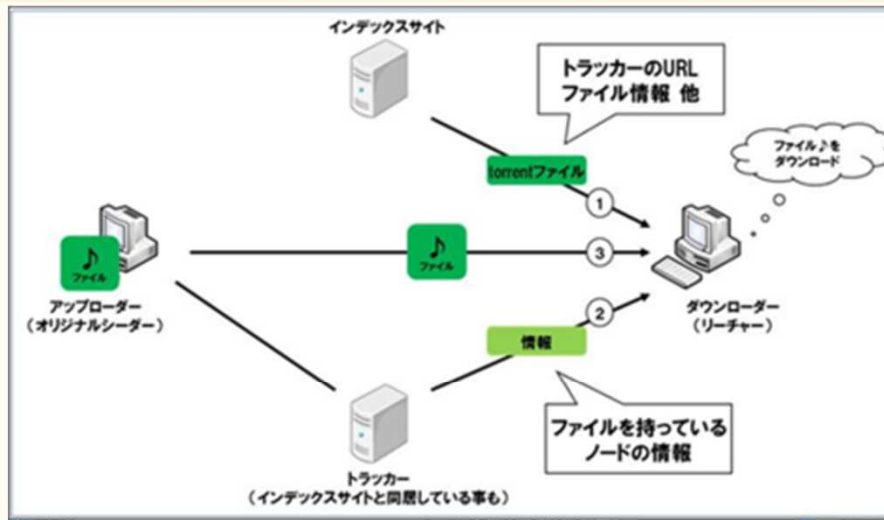 インデックスサイト
トラッカーのURL
ファイル情報 他
ファイル♪を
ダウンロード
torrentファイル
①
♪
ファイル
♪
ファイル
③
アップローダー
(オリジナルシーダー)
ダウンローダー
(リーチャー)
②
情報
ファイルを持っている
ノードの情報
トラッカー
(インデックスサイトと同居している事も)